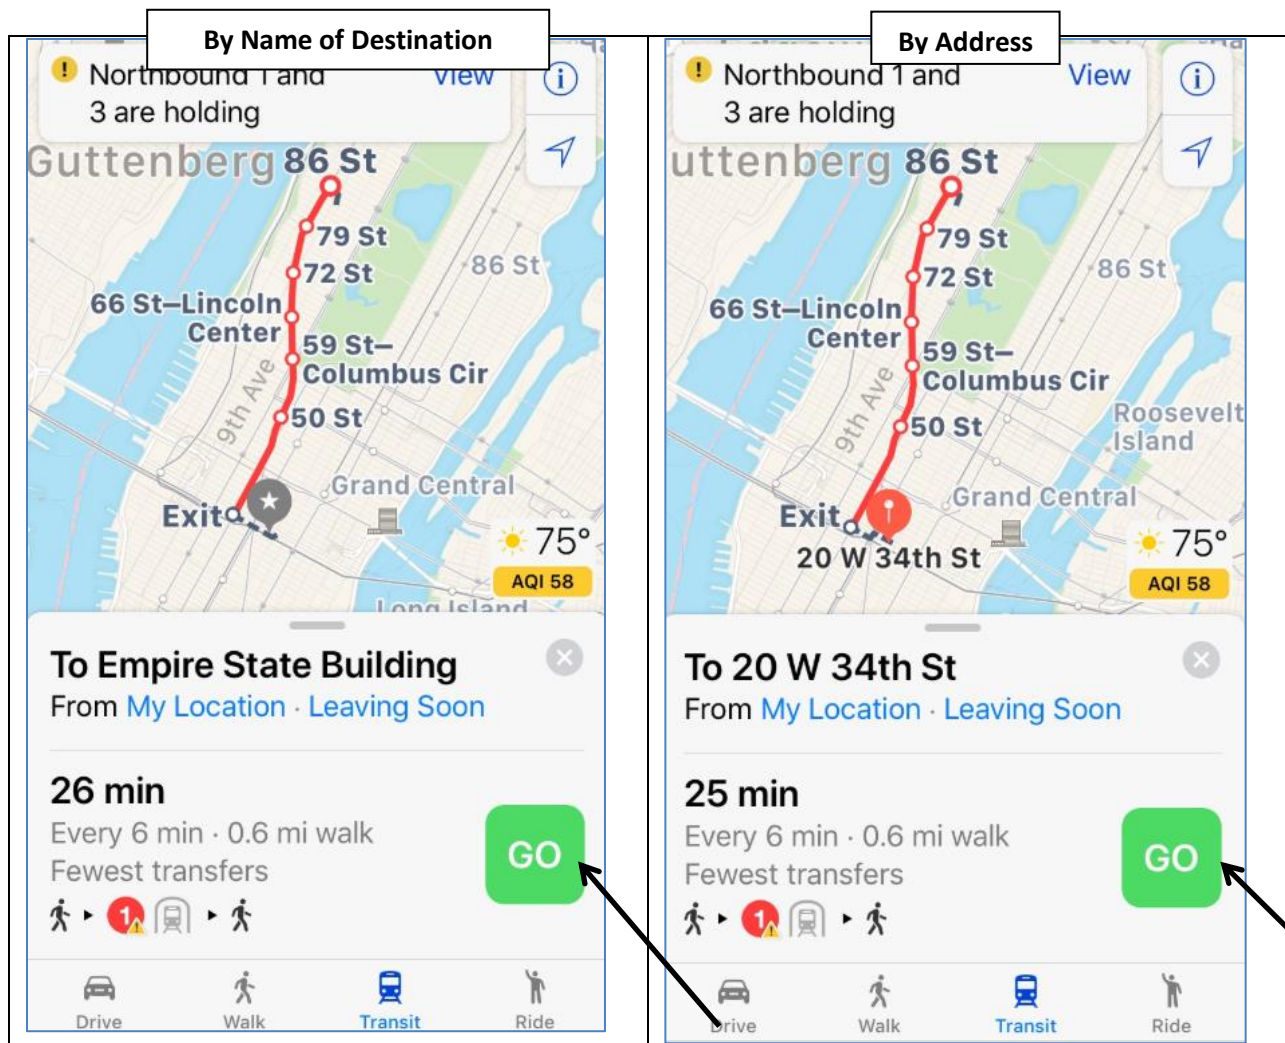 By Name of Destination
Northbound 1 and
3 are holding
View
Guttenberg
86 St
79 St
72 St
86 St
66 St–Lincoln
Center
59 St–
Columbus Cir
9th Ave
50 St
Grand Central
Exit
75°
AQI 58
Long Island
To Empire State Building
From My Location · Leaving Soon
26 min
Every 6 min · 0.6 mi walk
Fewest transfers
GO
1
Drive
Walk
Transit
Ride
By Address
Northbound 1 and
3 are holding
View
uttenberg
86 St
79 St
72 St
86 St
66 St–Lincoln
Center
59 St–
Columbus Cir
9th Ave
50 St
Roosevelt
Island
Grand Central
Exit
20 W 34th St
75°
AQI 58
To 20 W 34th St
From My Location · Leaving Soon
25 min
Every 6 min · 0.6 mi walk
Fewest transfers
GO
1
Drive
Walk
Transit
Ride